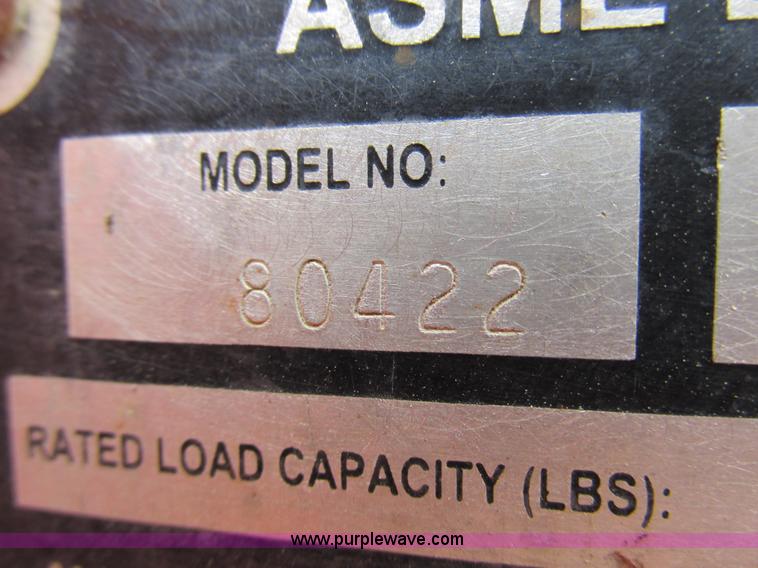 ASME
MODEL NO:
80422
RATED LOAD CAPACITY (LBS):
www.purplewave.com